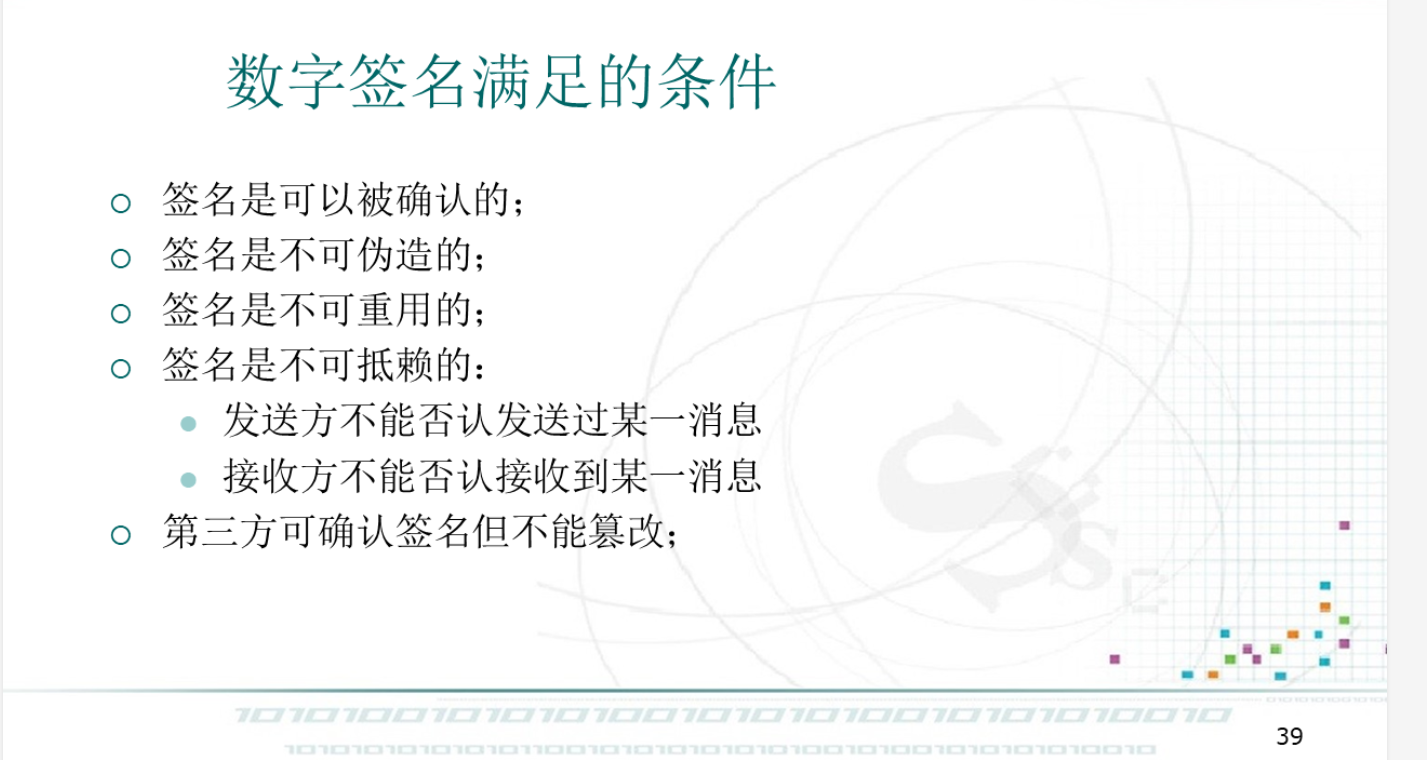 数字签名满足的条件
签名是可以被确认的；
签名是不可伪造的；
签名是不可重用的；
签名是不可抵赖的：
发送方不能否认发送过某一消息
接收方不能否认接收到某一消息
第三方可确认签名但不能篡改；
39